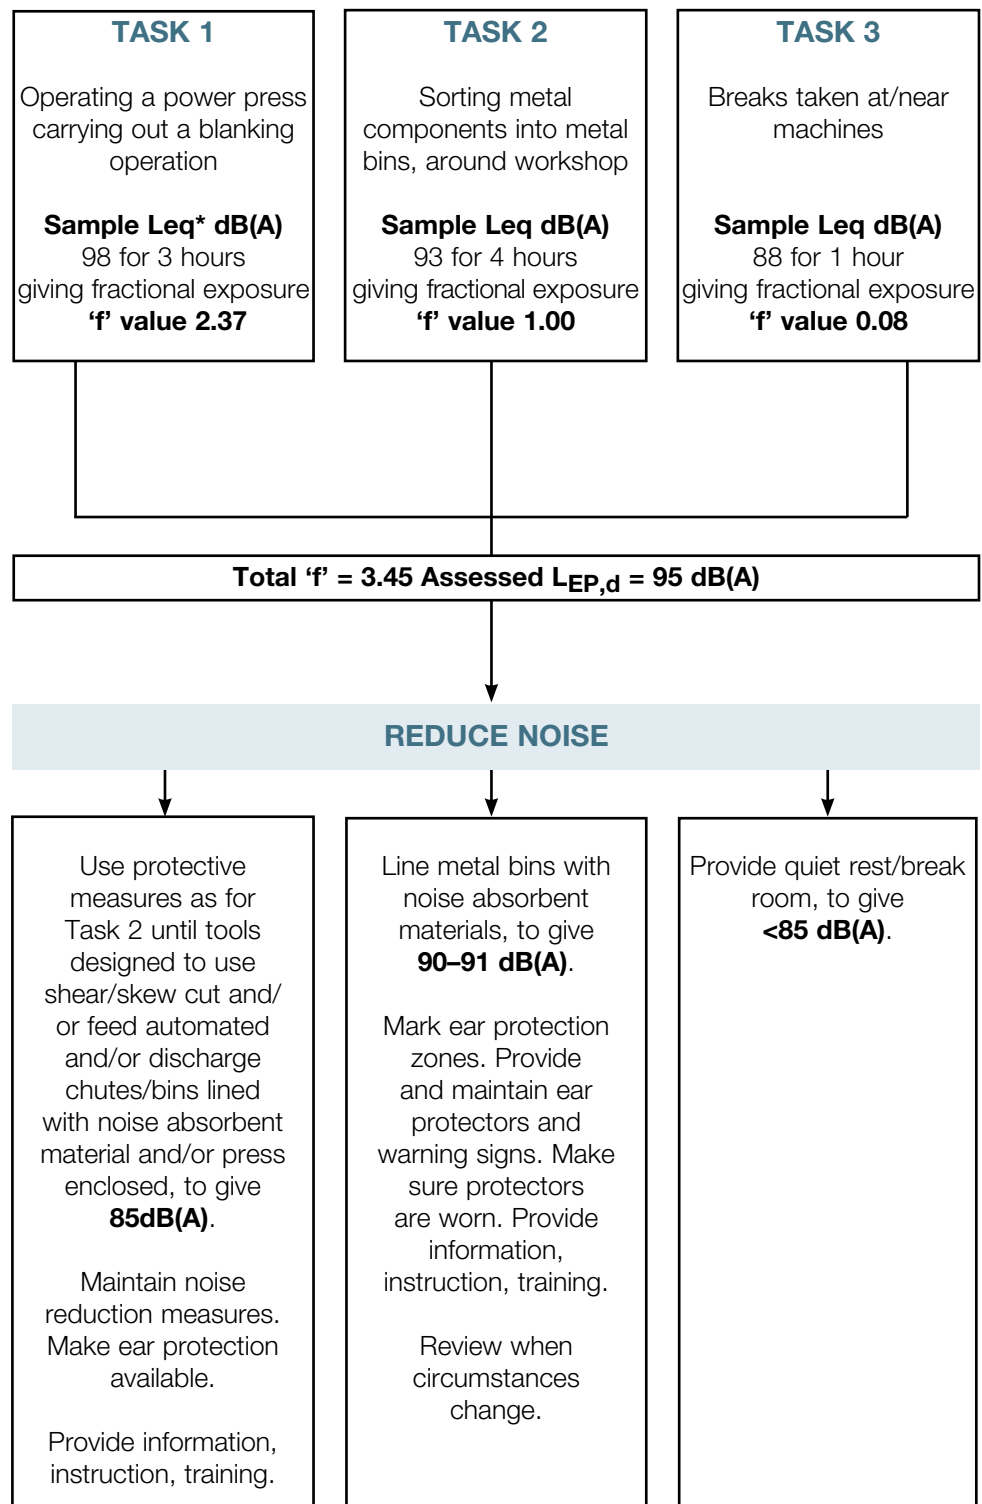 TASK 1
Operating a power press
carrying out a blanking
operation
Sample Leq* dB(A)
98 for 3 hours
giving fractional exposure
‘f’ value 2.37
TASK 2
Sorting metal
components into metal
bins, around workshop
Sample Leq dB(A)
93 for 4 hours
giving fractional exposure
‘f’ value 1.00
TASK 3
Breaks taken at/near
machines
Sample Leq dB(A)
88 for 1 hour
giving fractional exposure
‘f’ value 0.08
Total ‘f’ = 3.45 Assessed LEP,d = 95 dB(A)
REDUCE NOISE
Use protective
measures as for
Task 2 until tools
designed to use
shear/skew cut and/
or feed automated
and/or discharge
chutes/bins lined
with noise absorbent
material and/or press
enclosed, to give
85dB(A).
Maintain noise
reduction measures.
Make ear protection
available.
Provide information,
instruction, training.
Line metal bins with
noise absorbent
materials, to give
90–91 dB(A).
Mark ear protection
zones. Provide
and maintain ear
protectors and
warning signs. Make
sure protectors
are worn. Provide
information,
instruction, training.
Review when
circumstances
change.
Provide quiet rest/break
room, to give
<85 dB(A).